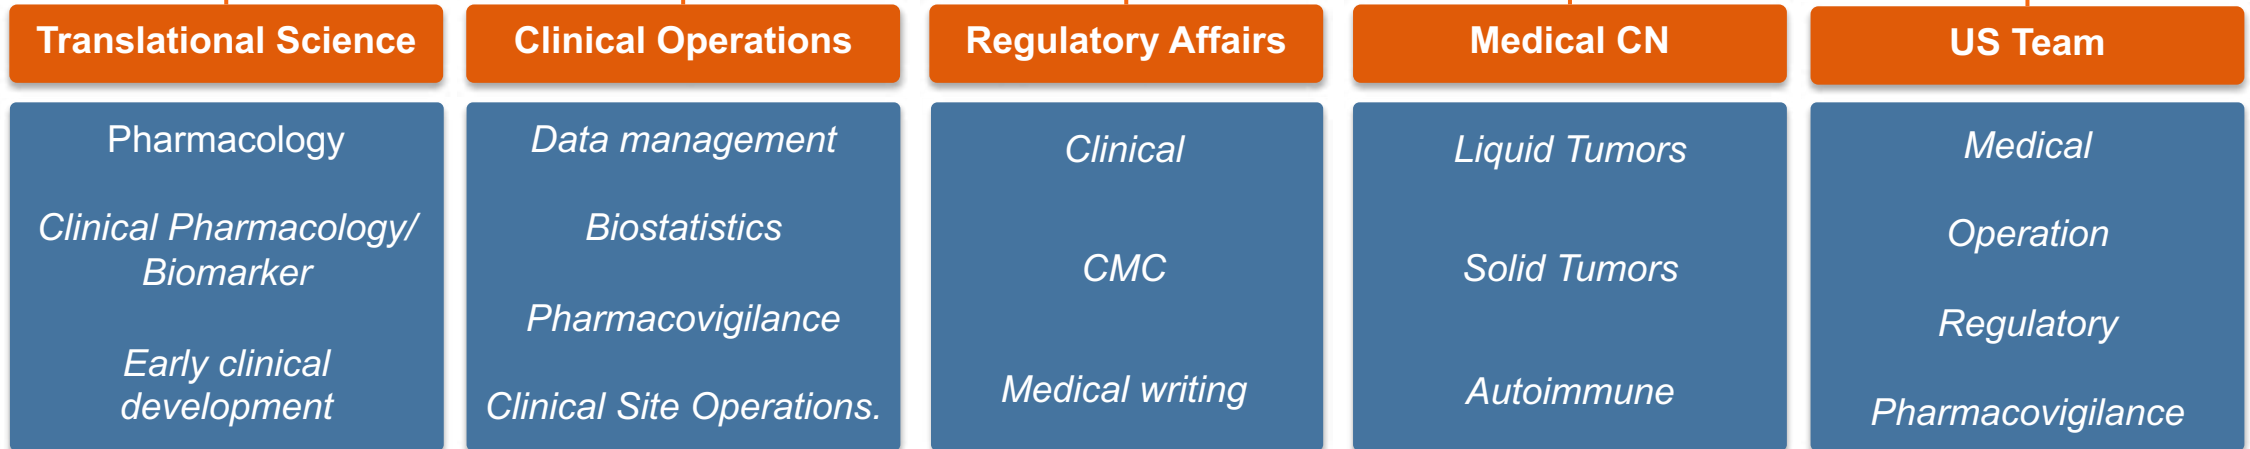 Translational Science
Pharmacology
Clinical Pharmacology/
Biomarker
Early clinical
development
Clinical Operations
Data management
Biostatistics
Pharmacovigilance
Clinical Site Operations.
Regulatory Affairs
Clinical
CMC
Medical writing
Medical CN
Liquid Tumors
Solid Tumors
Autoimmune
US Team
Medical
Operation
Regulatory
Pharmacovigilance